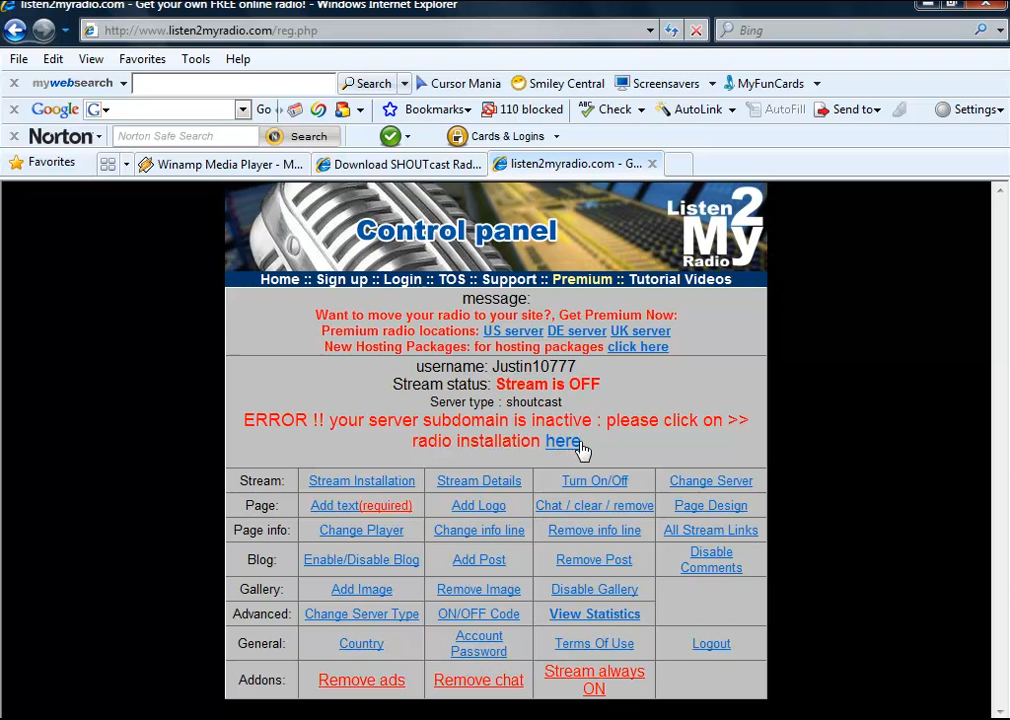 listen2myradio.com - Get your own FREE online radio! - Windows Internet Explorer
http://www.listen2myradio.com/reg.php
Bing
File Edit View Favorites Tools Help
mywebsearch Search Cursor Mania Smiley Central Screensavers MyFunCards
Google Go Bookmarks 110 blocked Check AutoLink AutoFill Send to Settings
Norton Norton Safe Search Search Cards & Logins
Favorites Winamp Media Player - M... Download SHOUTcast Rad... listen2myradio.com - G...
Control panel
Listen 2
My
Radio
Home :: Sign up :: Login :: TOS :: Support :: Premium :: Tutorial Videos
message:
Want to move your radio to your site?, Get Premium Now:
Premium radio locations: US server DE server UK server
New Hosting Packages: for hosting packages click here
username: Justin10777
Stream status: Stream is OFF
Server type : shoutcast
ERROR !! your server subdomain is inactive : please click on >>
radio installation here
Stream: Stream Installation Stream Details Turn On/Off Change Server
Page: Add text(required) Add Logo Chat / clear / remove Page Design
Page info: Change Player Change info line Remove info line All Stream Links
Blog: Enable/Disable Blog Add Post Remove Post Disable
Comments
Gallery: Add Image Remove Image Disable Gallery
Advanced: Change Server Type ON/OFF Code View Statistics
General: Country Account
Password Terms Of Use Logout
Addons: Remove ads Remove chat Stream always
ON